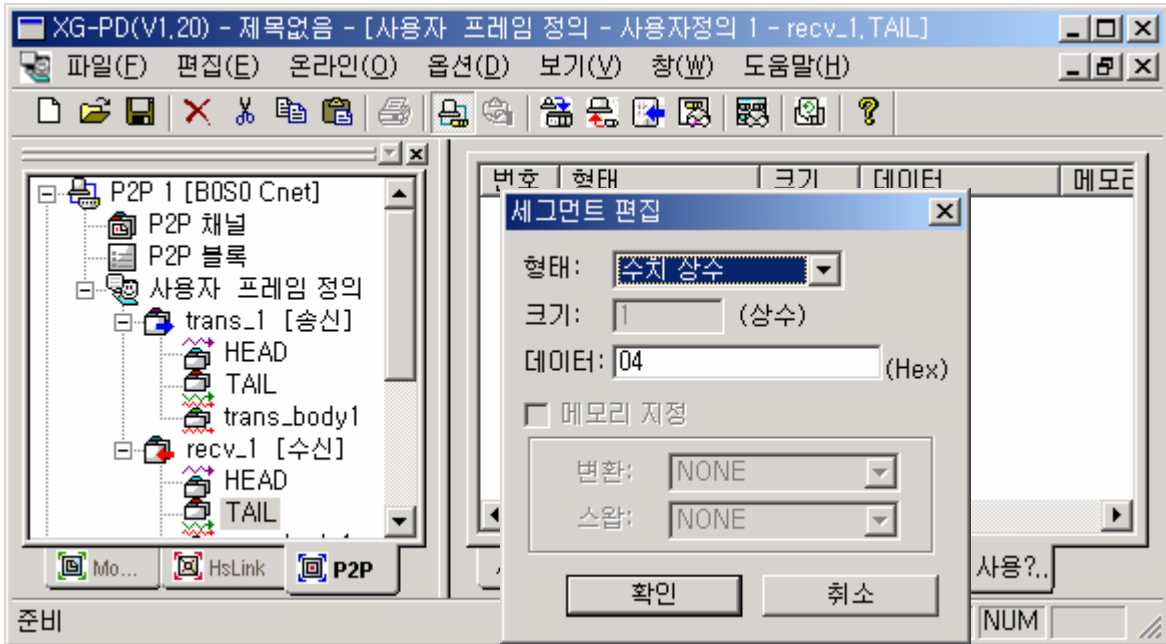 XG-PD(V1,20) - 제목없음 - [사용자 프레임 정의 - 사용자정의 1 - recv_1,TAIL]
파일(F) 편집(E) 온라인(O) 옵션(D) 보기(V) 창(W) 도움말(H)
P2P 1 [B0S0 Cnet]
P2P 채널
P2P 블록
사용자 프레임 정의
trans_1 [송신]
HEAD
TAIL
trans_body1
recv_1 [수신]
HEAD
TAIL
Mo... HsLink P2P
번호 형태 크기 데이터
세그먼트 편집
형태: 수치 상수
크기: 1 (상수)
데이터: 04 (Hex)
메모리 지정
변환: NONE
스왑: NONE
확인 취소
사용?..
준비
NUM